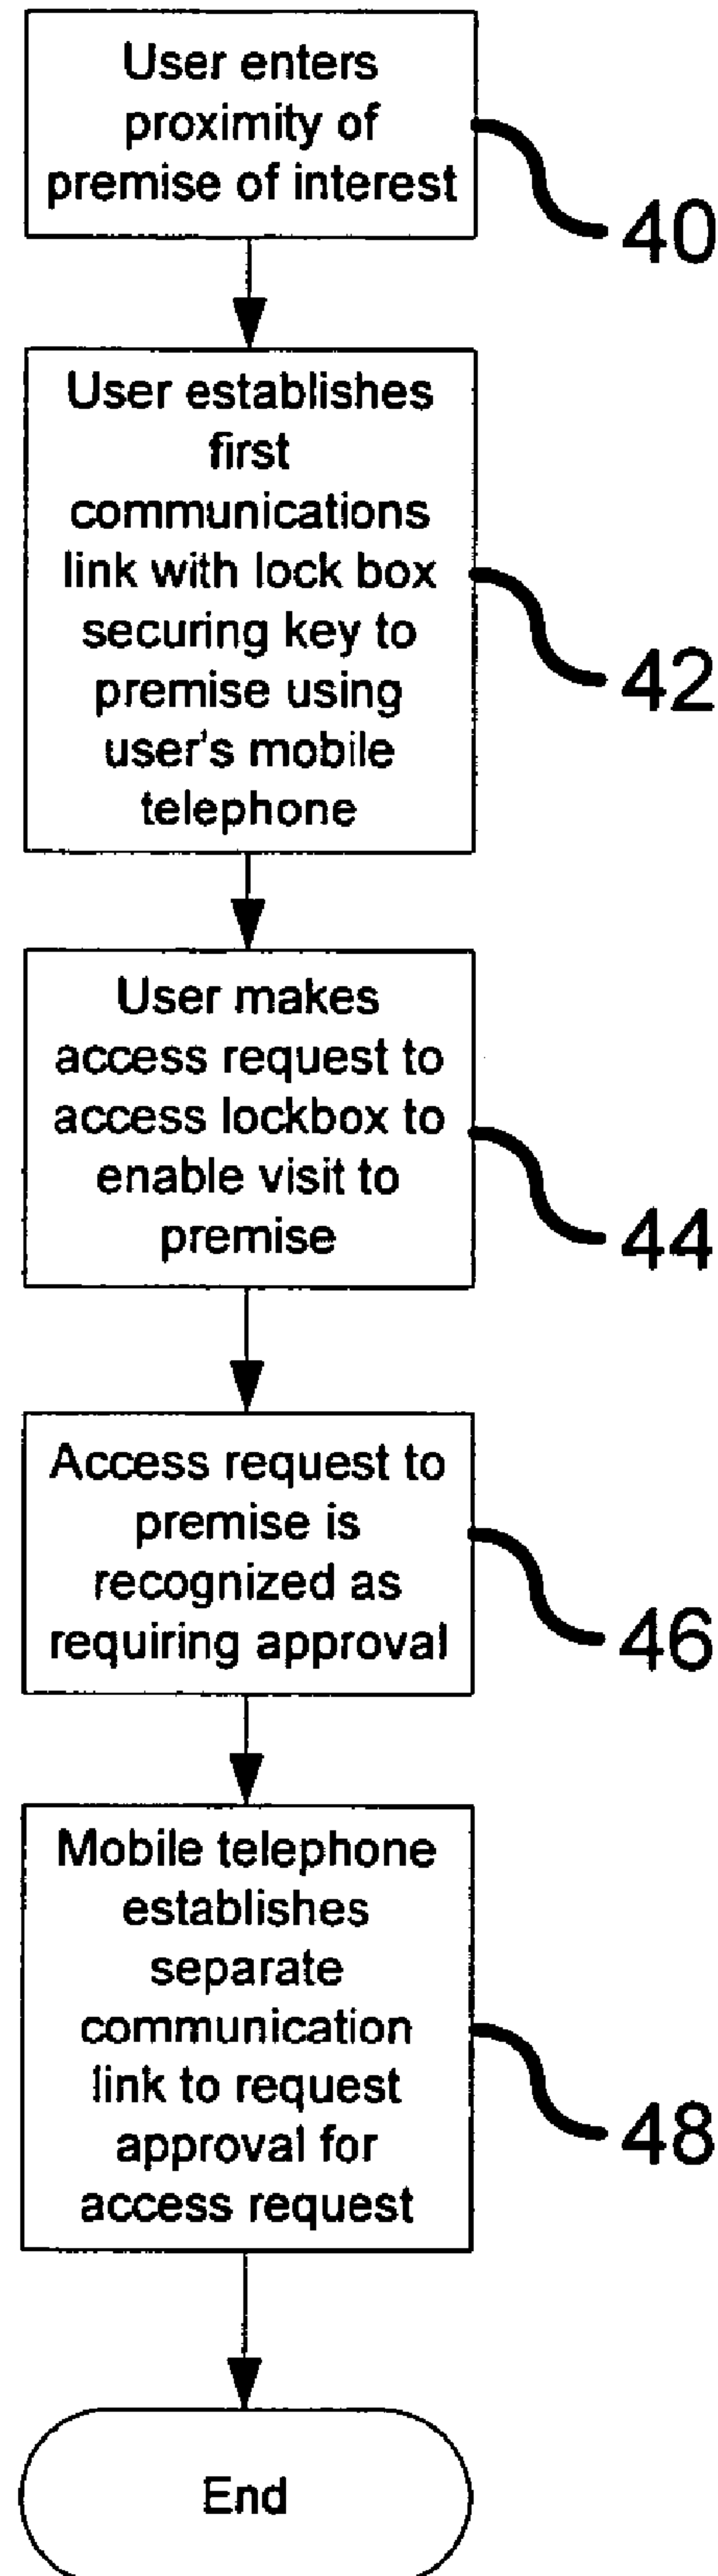 User enters
proximity of
premise of interest
40
User establishes
first
communications
link with lock box
securing key to
premise using
user's mobile
telephone
42
User makes
access request to
access lockbox to
enable visit to
premise
44
Access request to
premise is
recognized as
requiring approval
46
Mobile telephone
establishes
separate
communication
link to request
approval for
access request
48
End